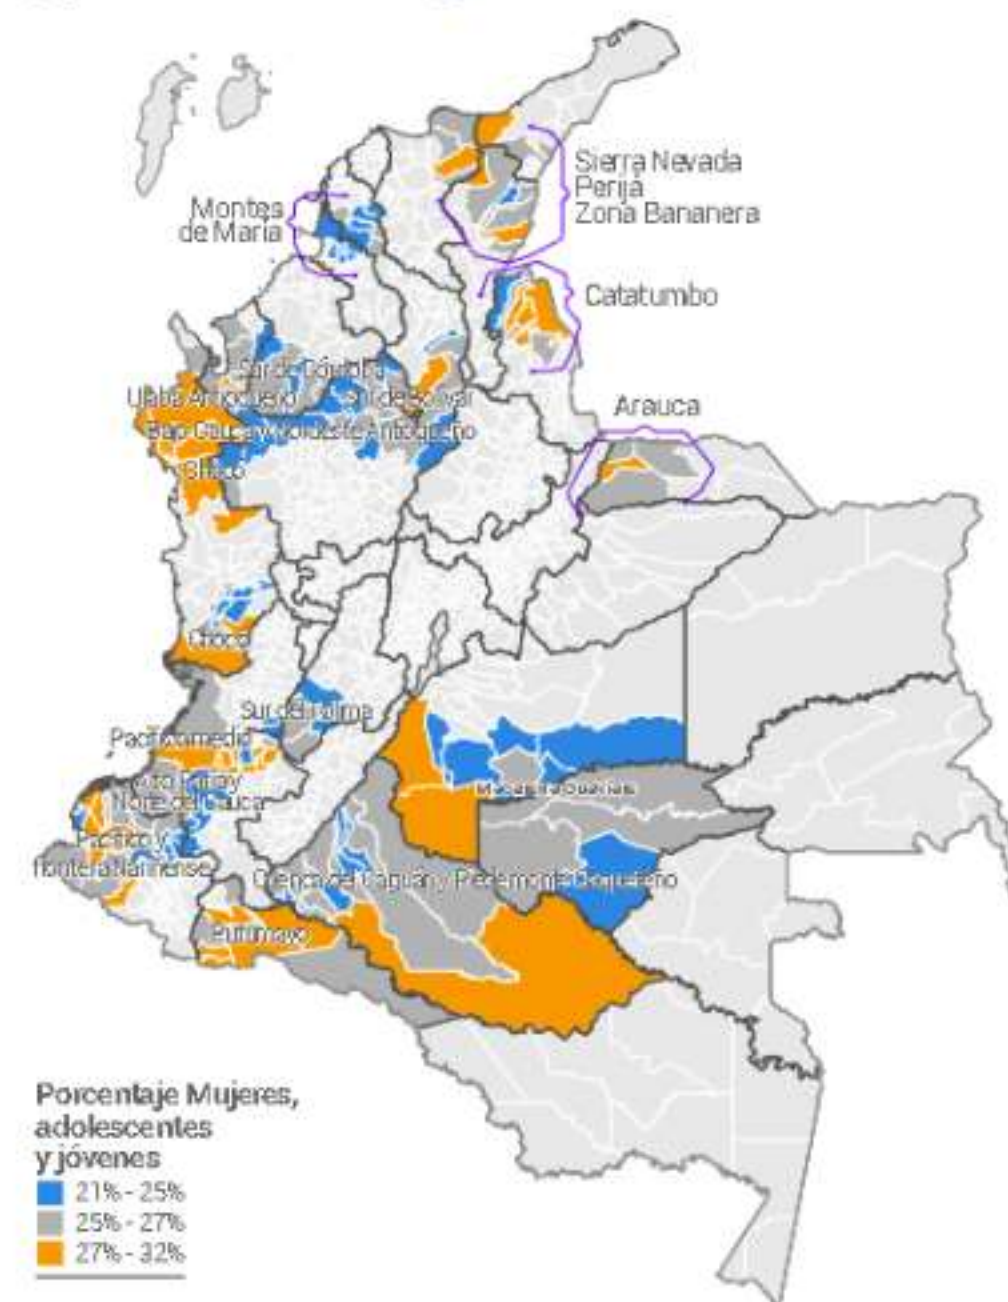 Sierra Nevada
Perijá
Zona Bananera
Montes
de María
Catatumbo
Sur de Córdoba
Arauca
Urabá Antioqueño
Sur de Bolívar
Bajo Cauca y Nordeste Antioqueño
Chocó
Chocó
Sur del Tolima
Pacífico medio
Norte del Cauca
Pacífico y
frontera Nariñense
Cuenca del Caguán y Piedemonte Caqueteño
Putumayo
Porcentaje Mujeres,
adolescentes
y jóvenes
21% - 25%
25% - 27%
27% - 32%